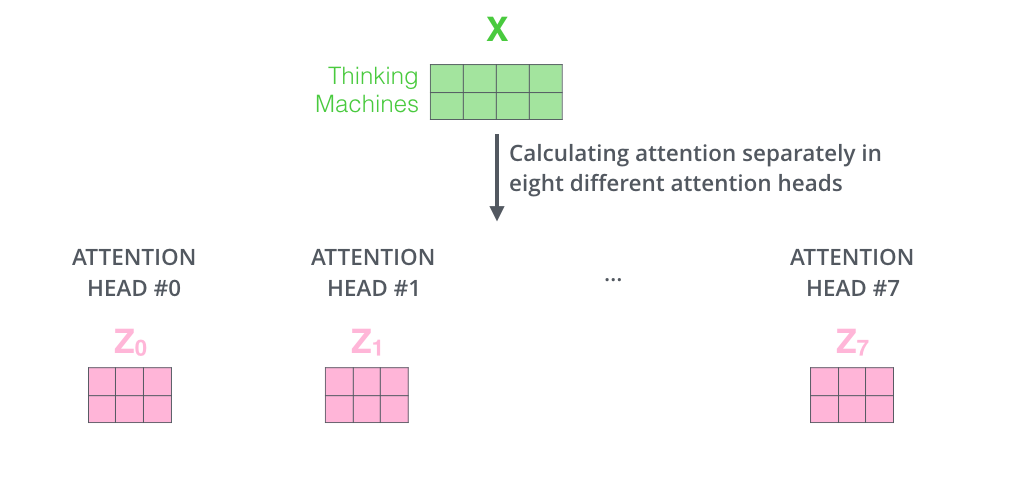 X
Thinking
Machines
Calculating attention separately in
eight different attention heads
ATTENTION
HEAD #0
ATTENTION
HEAD #1
...
ATTENTION
HEAD #7
Z₀
Z₁
Z₇